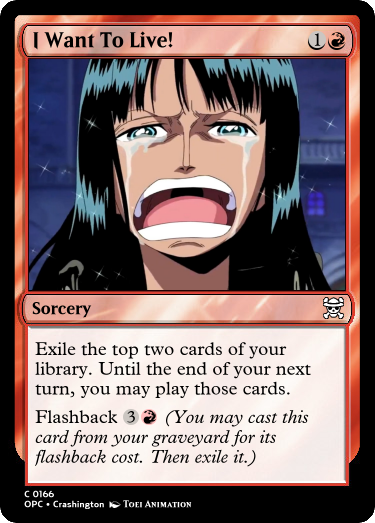 I Want To Live! 1
Sorcery
Exile the top two cards of your
library. Until the end of your next
turn, you may play those cards.
Flashback 3 (You may cast this
card from your graveyard for its
flashback cost. Then exile it.)
C 0166
OPC • Crashington Toei Animation